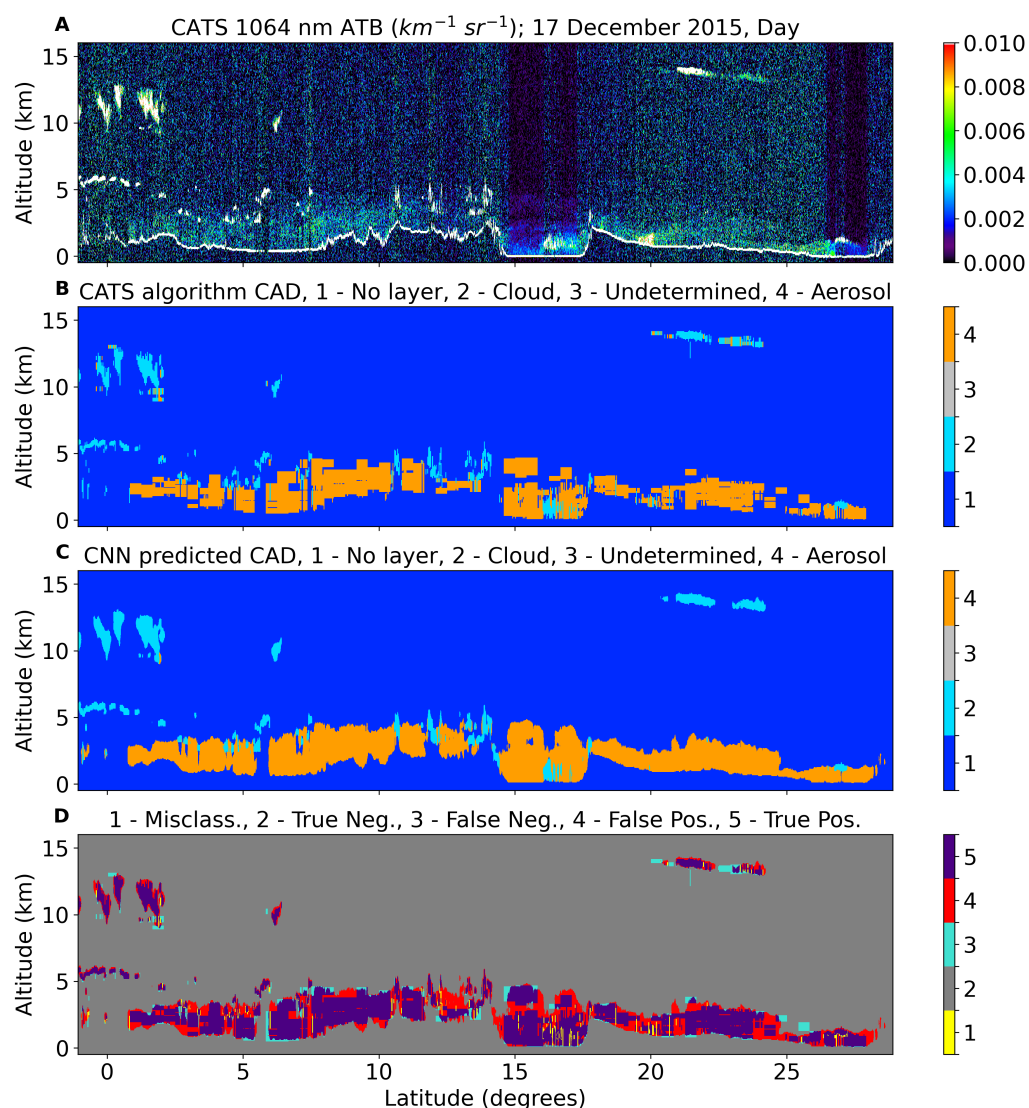 A
CATS 1064 nm ATB (km⁻¹ sr⁻¹); 17 December 2015, Day
15
10
5
0
Altitude (km)
0.010
0.008
0.006
0.004
0.002
0.000
B
CATS algorithm CAD, 1 - No layer, 2 - Cloud, 3 - Undetermined, 4 - Aerosol
15
10
5
0
Altitude (km)
4
3
2
1
C
CNN predicted CAD, 1 - No layer, 2 - Cloud, 3 - Undetermined, 4 - Aerosol
15
10
5
0
Altitude (km)
4
3
2
1
D
1 - Misclass., 2 - True Neg., 3 - False Neg., 4 - False Pos., 5 - True Pos.
15
10
5
0
Altitude (km)
5
4
3
2
1
0 5 10 15 20 25
Latitude (degrees)